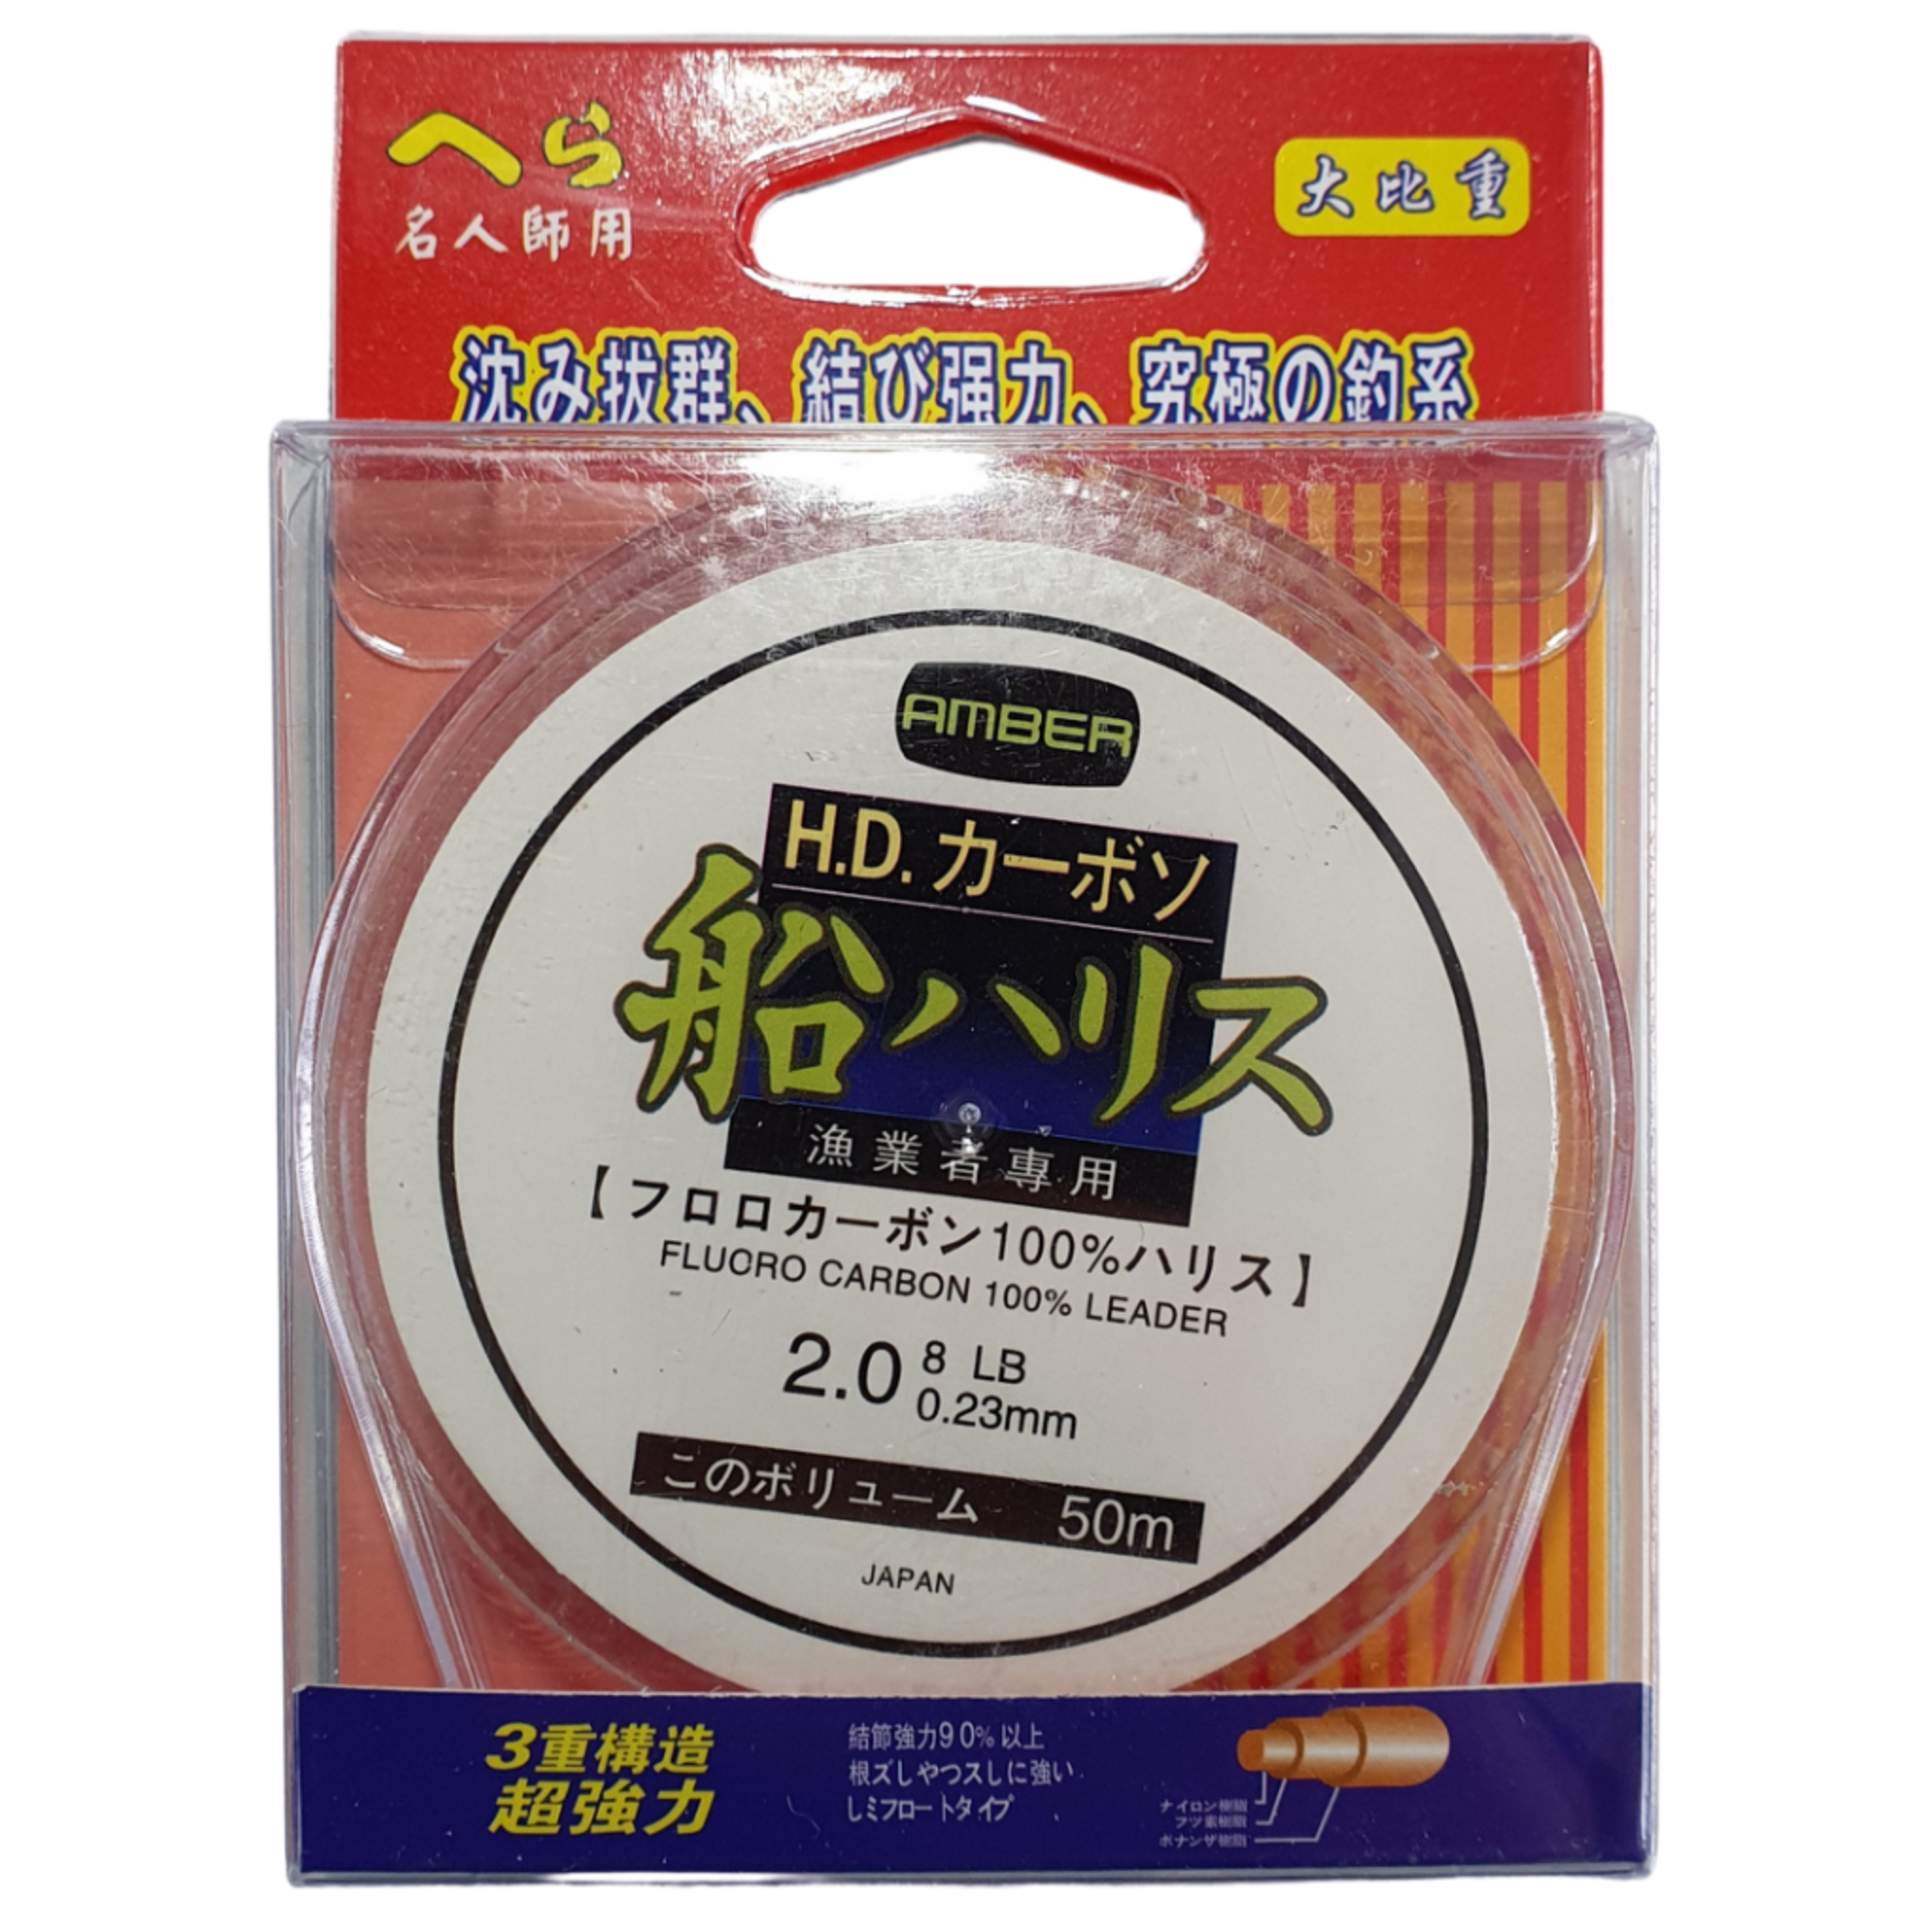 へら
名人師用
大比重
沈み抜群、結び强力、究極の釣系
AMBER
H.D.カーボソ
船ハリス
漁業者専用
【フロロカーボン100%ハリス】
FLUORO CARBON 100% LEADER
2.0 8 LB
0.23mm
このボリューム 50m
JAPAN
3重構造
超強力
結節強力90%以上
根ズしやつスしに強い
しミフロートタイプ
ナイロン樹脂
フツ素樹脂
ボナンザ樹脂